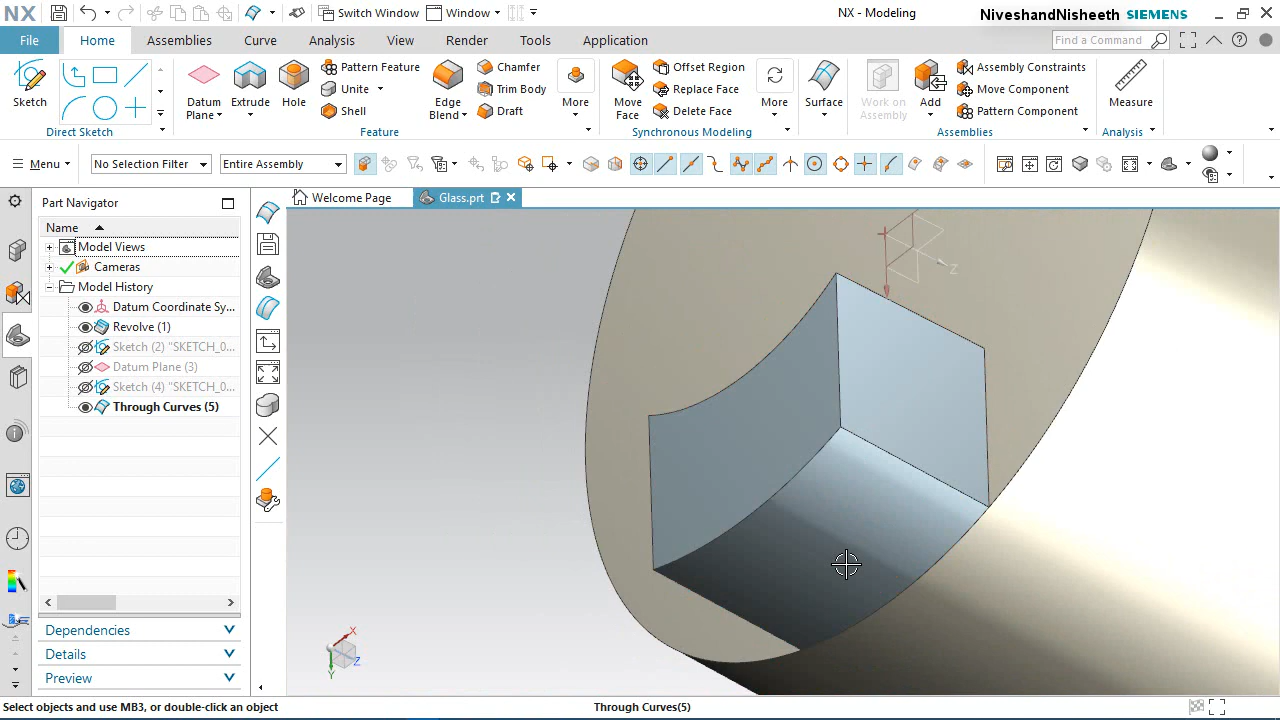 NX Switch Window Window NX - Modeling NiveshandNisheeth SIEMENS
File Home Assemblies Curve Analysis View Render Tools Application Find a Command
Sketch
Direct Sketch
Datum Plane
Extrude
Hole
Pattern Feature
Unite
Shell
Edge Blend
Chamfer
Trim Body
Draft
More
Feature
Move Face
Offset Region
Replace Face
Delete Face
More
Synchronous Modeling
Surface
Work on Assembly
Add
Assembly Constraints
Move Component
Pattern Component
Assemblies
Measure
Analysis
Menu No Selection Filter Entire Assembly
Part Navigator
Welcome Page Glass.prt
Name
Model Views
Cameras
Model History
Datum Coordinate Sy...
Revolve (1)
Sketch (2) "SKETCH_0...
Datum Plane (3)
Sketch (4) "SKETCH_0...
Through Curves (5)
Dependencies
Details
Preview
Z
X
Y
Z
Select objects and use MB3, or double-click an object Through Curves(5)